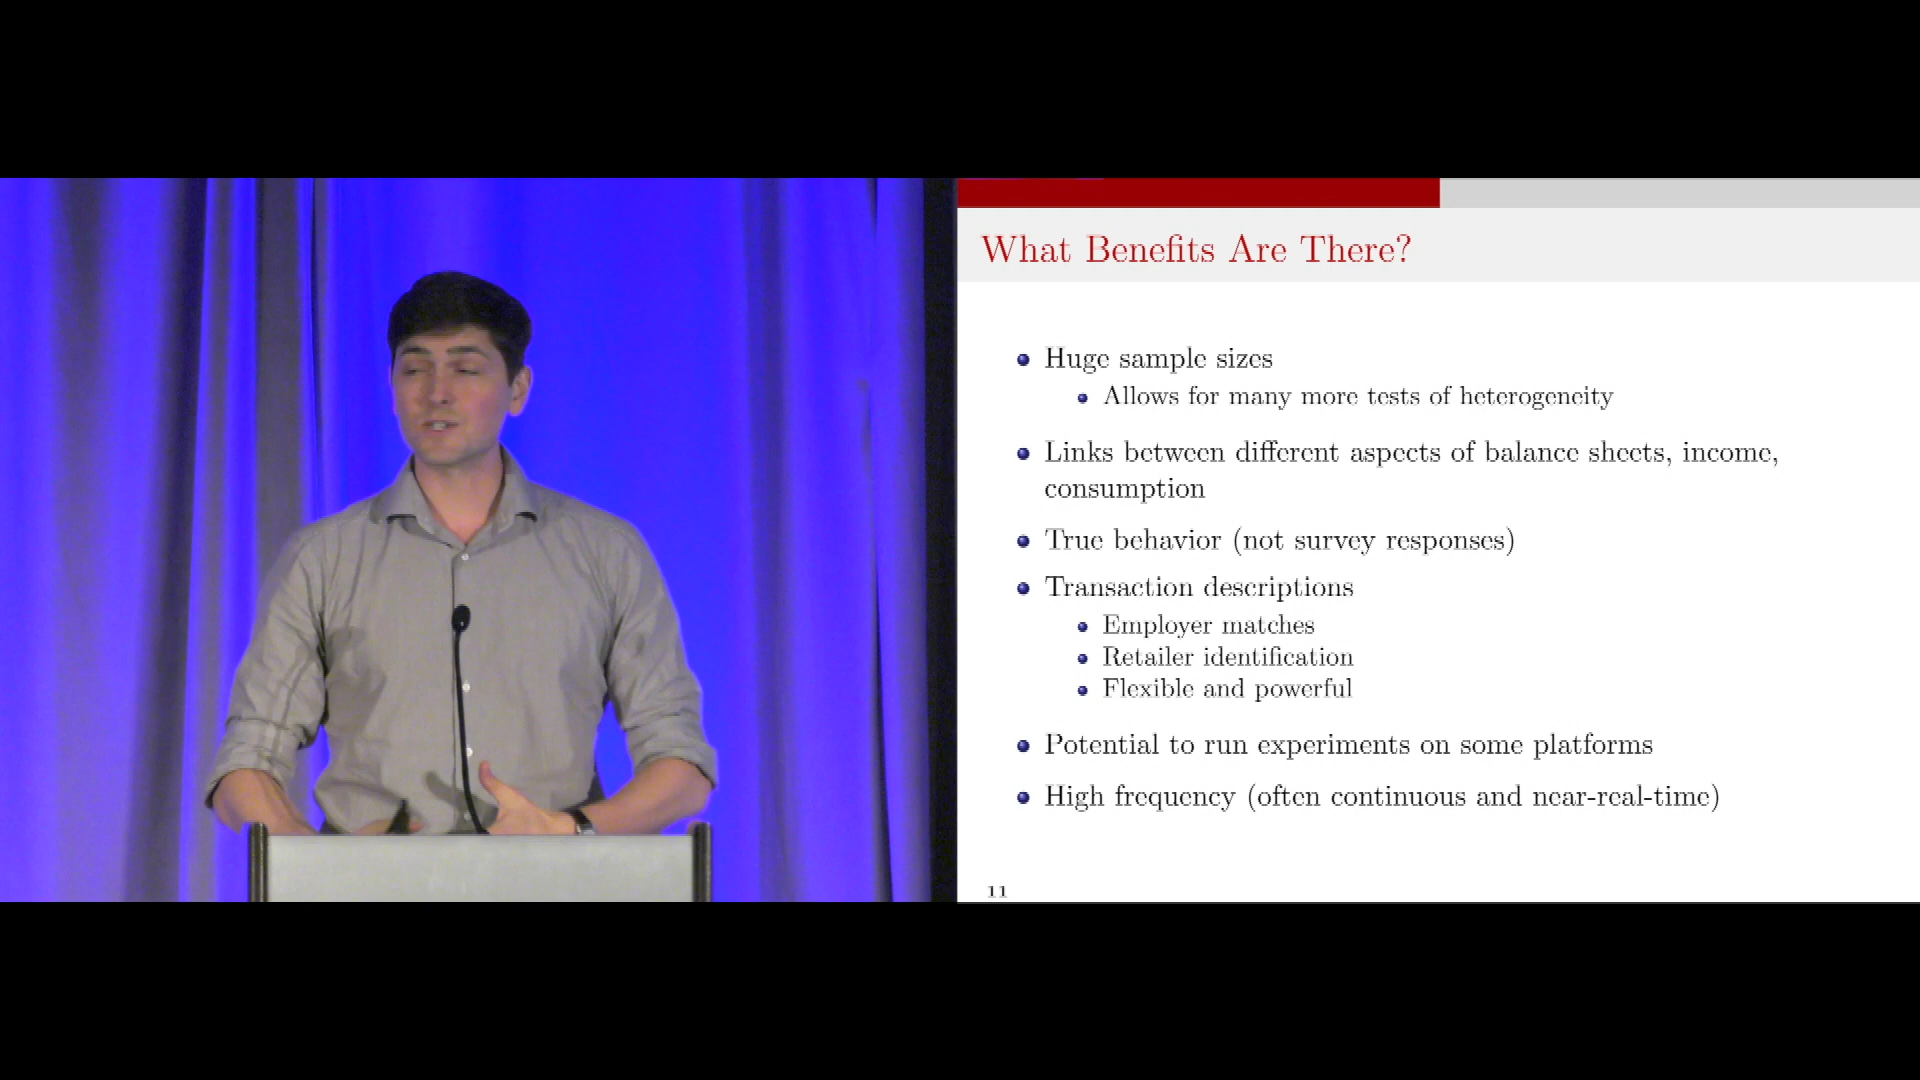 What Benefits Are There?
Huge sample sizes
Allows for many more tests of heterogeneity
Links between different aspects of balance sheets, income,
consumption
True behavior (not survey responses)
Transaction descriptions
Employer matches
Retailer identification
Flexible and powerful
Potential to run experiments on some platforms
High frequency (often continuous and near-real-time)
11